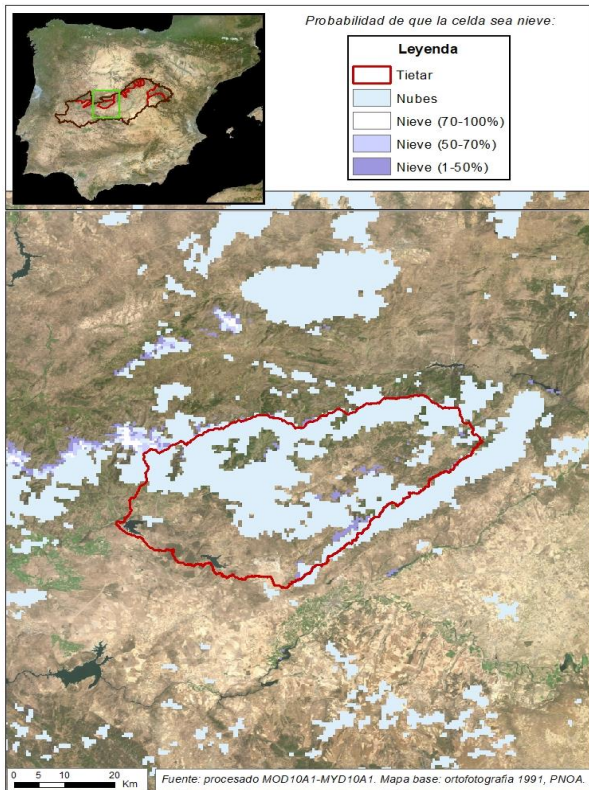 Probabilidad de que la celda sea nieve:
Leyenda
Tietar
Nubes
Nieve (70-100%)
Nieve (50-70%)
Nieve (1-50%)
0 5 10 20
Km
Fuente: procesado MOD10A1-MYD10A1. Mapa base: ortofotografia 1991, PNOA.